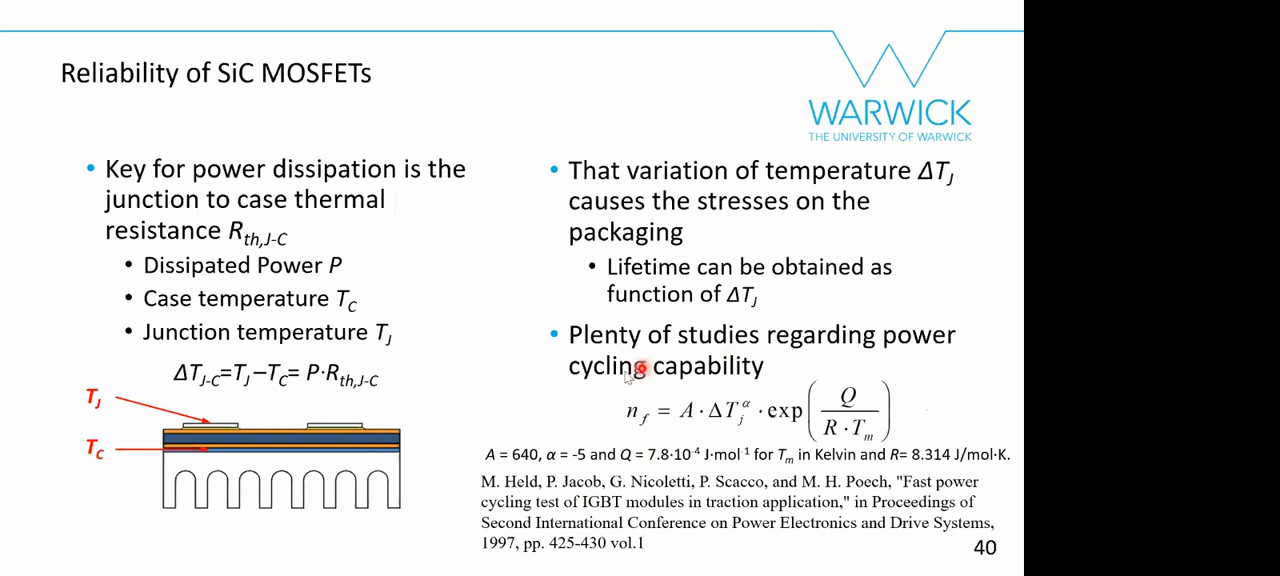 Reliability of SiC MOSFETs
WARWICK
THE UNIVERSITY OF WARWICK
• Key for power dissipation is the
junction to case thermal
resistance R_th,J-C
• Dissipated Power P
• Case temperature T_C
• Junction temperature T_J
ΔT_J-C=T_J−T_C= P·R_th,J-C
T_J
T_C
• That variation of temperature ΔT_J
causes the stresses on the
packaging
• Lifetime can be obtained as
function of ΔT_J
• Plenty of studies regarding power
cycling capability
n_f = A · ΔT_j^α · exp(Q / (R · T_m))
A = 640, α = -5 and Q = 7.8·10⁻⁴ J·mol⁻¹ for T_m in Kelvin and R= 8.314 J/mol·K.
M. Held, P. Jacob, G. Nicoletti, P. Scacco, and M. H. Poech, "Fast power
cycling test of IGBT modules in traction application," in Proceedings of
Second International Conference on Power Electronics and Drive Systems,
1997, pp. 425-430 vol.1
40